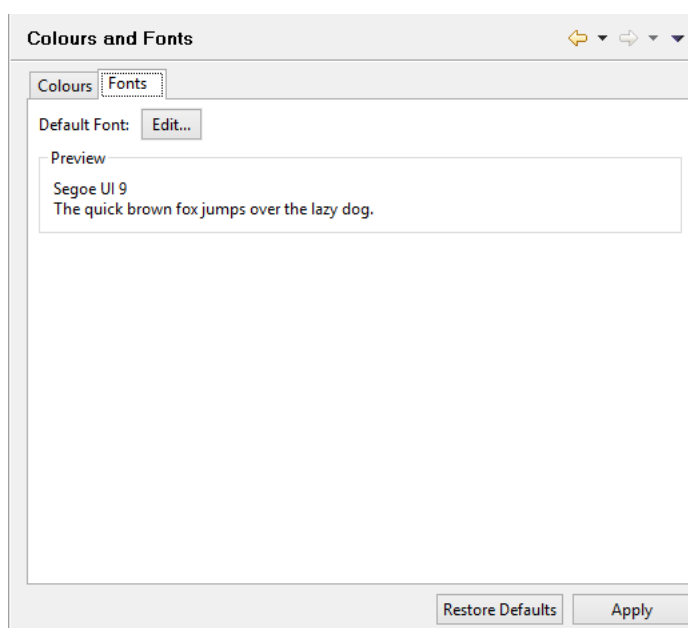 Colours and Fonts
Colours Fonts
Default Font: Edit...
Preview
Segoe UI 9
The quick brown fox jumps over the lazy dog.
Restore Defaults Apply